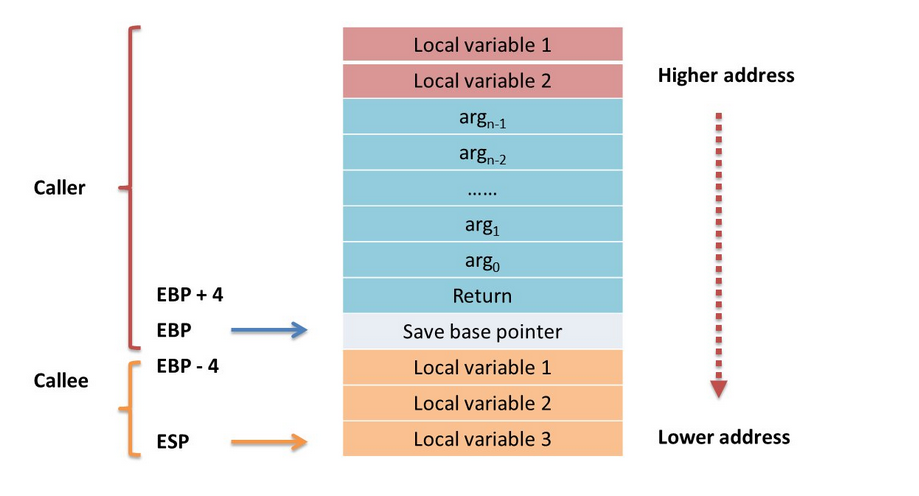 Local variable 1
Local variable 2
Higher address
argn-1
argn-2
......
Caller
arg1
arg0
EBP + 4
Return
EBP
Save base pointer
EBP - 4
Local variable 1
Callee
Local variable 2
ESP
Local variable 3
Lower address